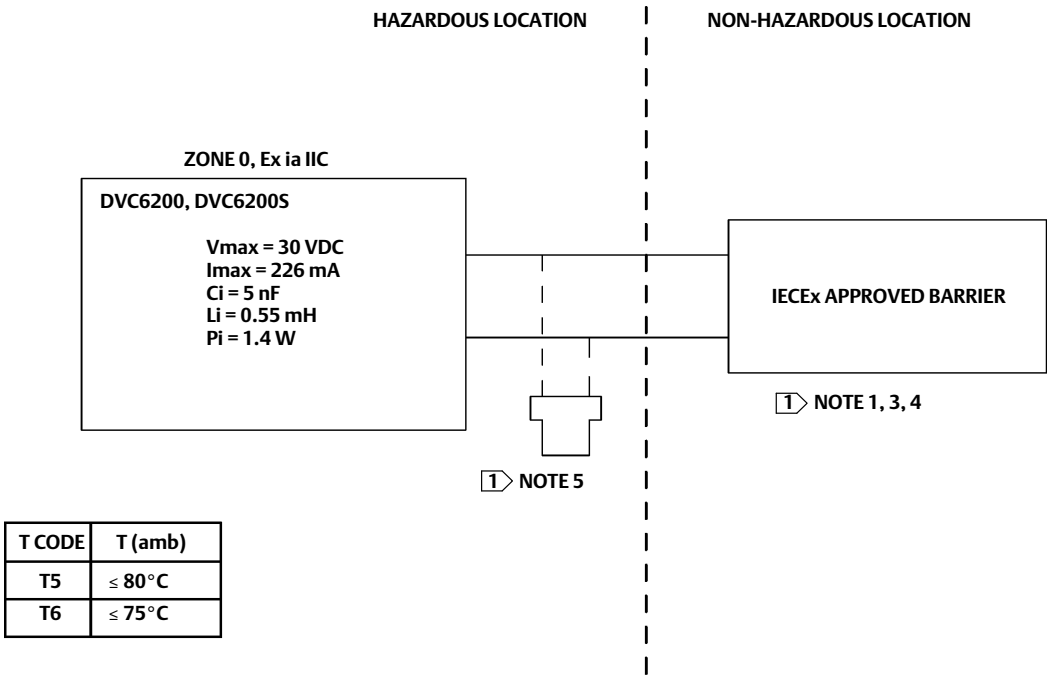 HAZARDOUS LOCATION
NON-HAZARDOUS LOCATION
ZONE 0, Ex ia IIC
DVC6200, DVC6200S
Vmax = 30 VDC
Imax = 226 mA
Ci = 5 nF
Li = 0.55 mH
Pi = 1.4 W
IECEx APPROVED BARRIER
1 NOTE 1, 3, 4
1 NOTE 5
T CODE T (amb)
T5 ≤ 80°C
T6 ≤ 75°C